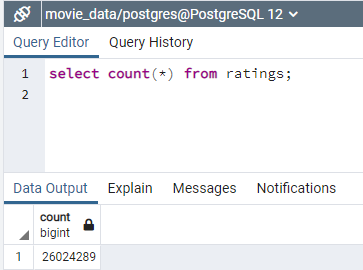 movie_data/postgres@PostgreSQL 12
Query Editor Query History
1 select count(*) from ratings;
2
Data Output Explain Messages Notifications
count
bigint
1 26024289